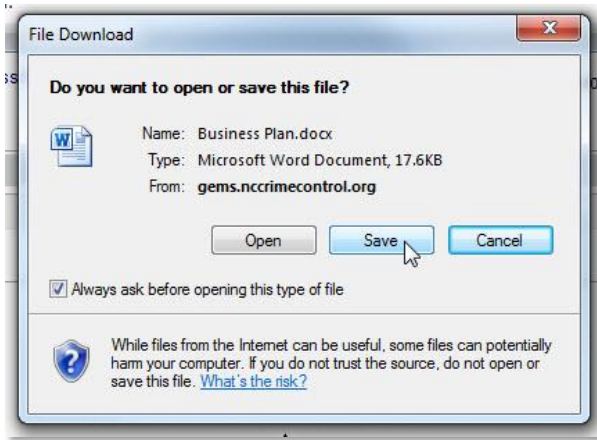 File Download
Do you want to open or save this file?
Name: Business Plan.docx
Type: Microsoft Word Document, 17.6KB
From: gems.nccrimecontrol.org
Open Save Cancel
Always ask before opening this type of file
While files from the Internet can be useful, some files can potentially
harm your computer. If you do not trust the source, do not open or
save this file. What's the risk?